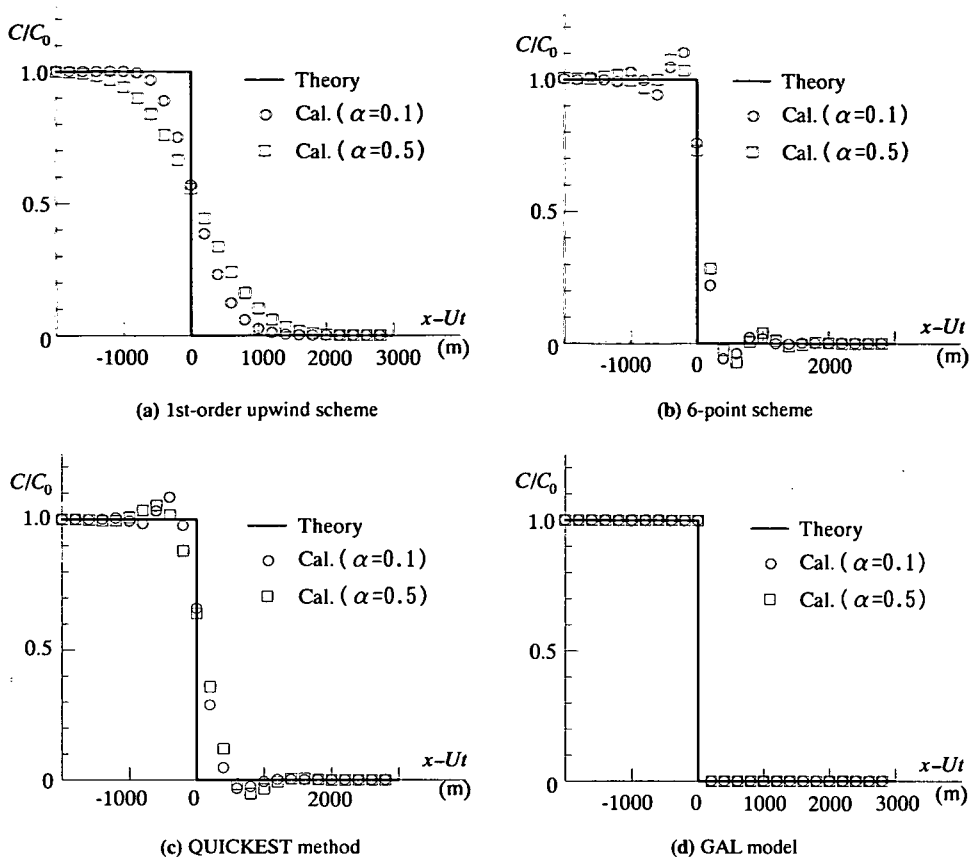 C/C₀
1.0
0.5
0
Theory
Cal. ( α=0.1)
Cal. ( α=0.5)
x–Ut
(m)
-1000 0 1000 2000 3000
(a) 1st-order upwind scheme
C/C₀
1.0
0.5
0
Theory
Cal. ( α=0.1)
Cal. ( α=0.5)
x–Ut
(m)
-1000 0 2000
(b) 6-point scheme
C/C₀
1.0
0.5
0
Theory
Cal. ( α=0.1)
Cal. ( α=0.5)
x–Ut
(m)
-1000 0 2000
(c) QUICKEST method
C/C₀
1.0
0.5
0
Theory
Cal. ( α=0.1)
Cal. ( α=0.5)
x–Ut
(m)
-1000 0 1000 2000 3000
(d) GAL model